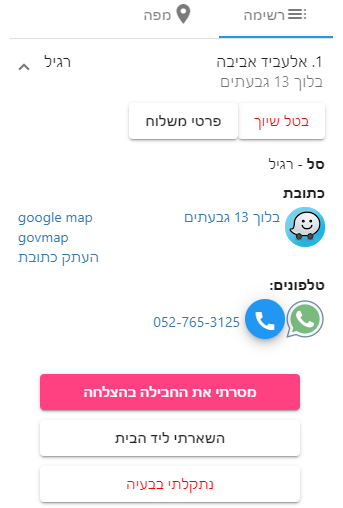 רשימה
מפה
1. אלעביד אביבה
רגיל
בלוך 13 גבעתים
בטל שיוך
פרטי משלוח
סל - רגיל
כתובת
בלוך 13 גבעתים
google map
govmap
העתק כתובת
טלפונים:
052-765-3125
מסרתי את החבילה בהצלחה
השארתי ליד הבית
נתקלתי בבעיה